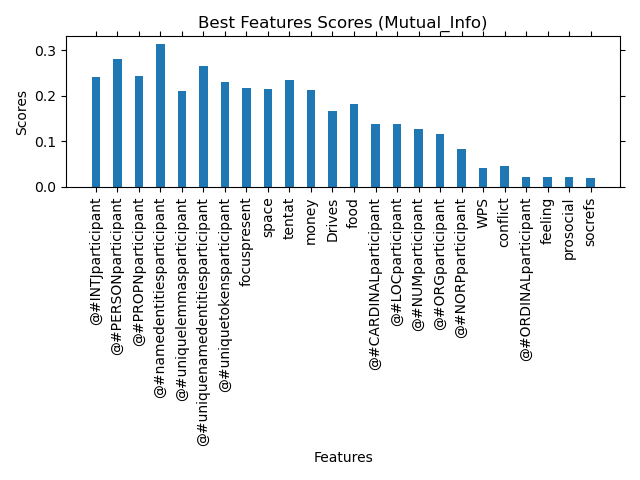 Best Features Scores (Mutual_Info)
0.3
0.2
0.1
0.0
Scores
@#INTJparticipant
@#PERSONparticipant
@#PROPNparticipant
@#namedentitiesparticipant
@#uniquelemmasparticipant
@#uniquenamedentitiesparticipant
@#uniquetokensparticipant
focuspresent
space
tentat
money
Drives
food
@#CARDINALparticipant
@#LOCparticipant
@#NUMparticipant
@#ORGparticipant
@#NORPparticipant
WPS
conflict
@#ORDINALparticipant
feeling
prosocial
socrefs
Features